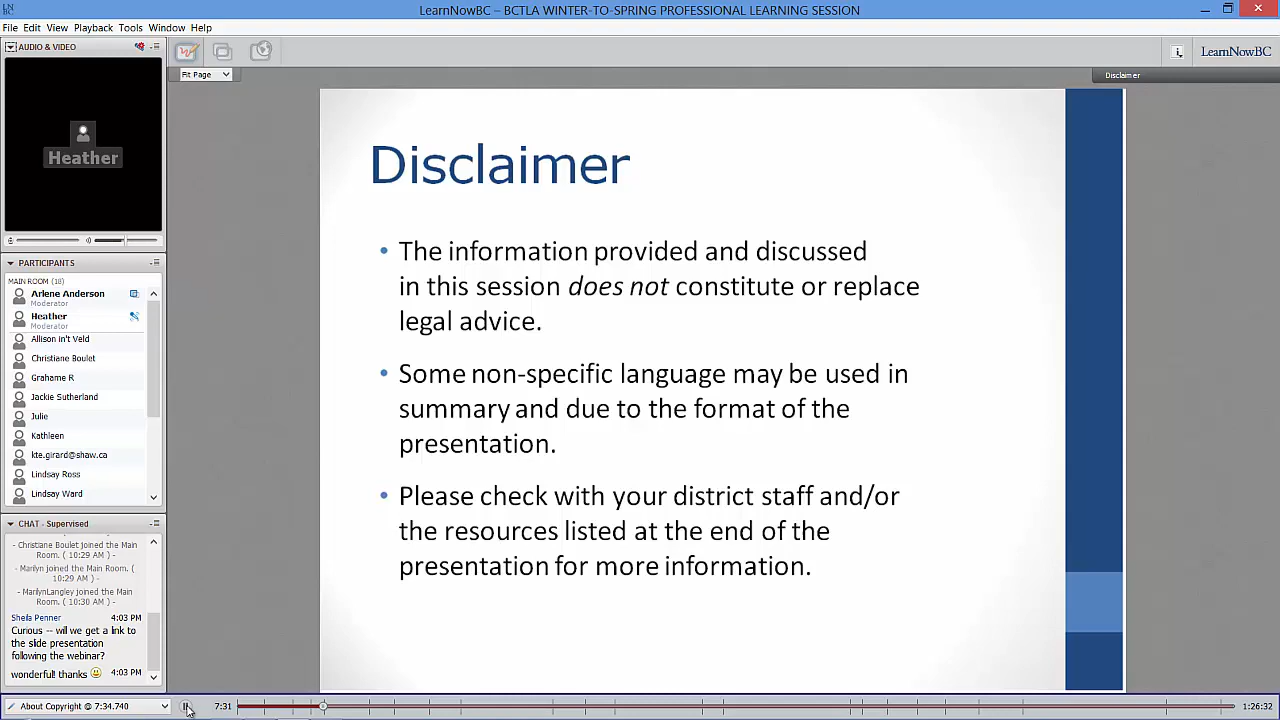 LN
BC
LearnNowBC – BCTLA WINTER-TO-SPRING PROFESSIONAL LEARNING SESSION
File Edit View Playback Tools Window Help
AUDIO & VIDEO
Heather
Fit Page
LearnNowBC
Disclaimer
PARTICIPANTS
MAIN ROOM (18)
Arlene Anderson
Moderator
Heather
Moderator
Allison in't Veld
Christiane Boulet
Grahame R
Jackie Sutherland
Julie
Kathleen
kte.girard@shaw.ca
Lindsay Ross
Lindsay Ward
CHAT - Supervised
- Christiane Boulet joined the Main
Room. ( 10:29 AM ) -
- Marilyn joined the Main Room. (
10:29 AM ) -
- MarilynLangley joined the Main
Room. ( 10:30 AM ) -
Sheila Penner 4:03 PM
Curious -- will we get a link to
the slide presentation
following the webinar?
wonderful! thanks 4:03 PM
Disclaimer
• The information provided and discussed
in this session does not constitute or replace
legal advice.
• Some non-specific language may be used in
summary and due to the format of the
presentation.
• Please check with your district staff and/or
the resources listed at the end of the
presentation for more information.
About Copyright @ 7:34.740
7:31
1:26:32